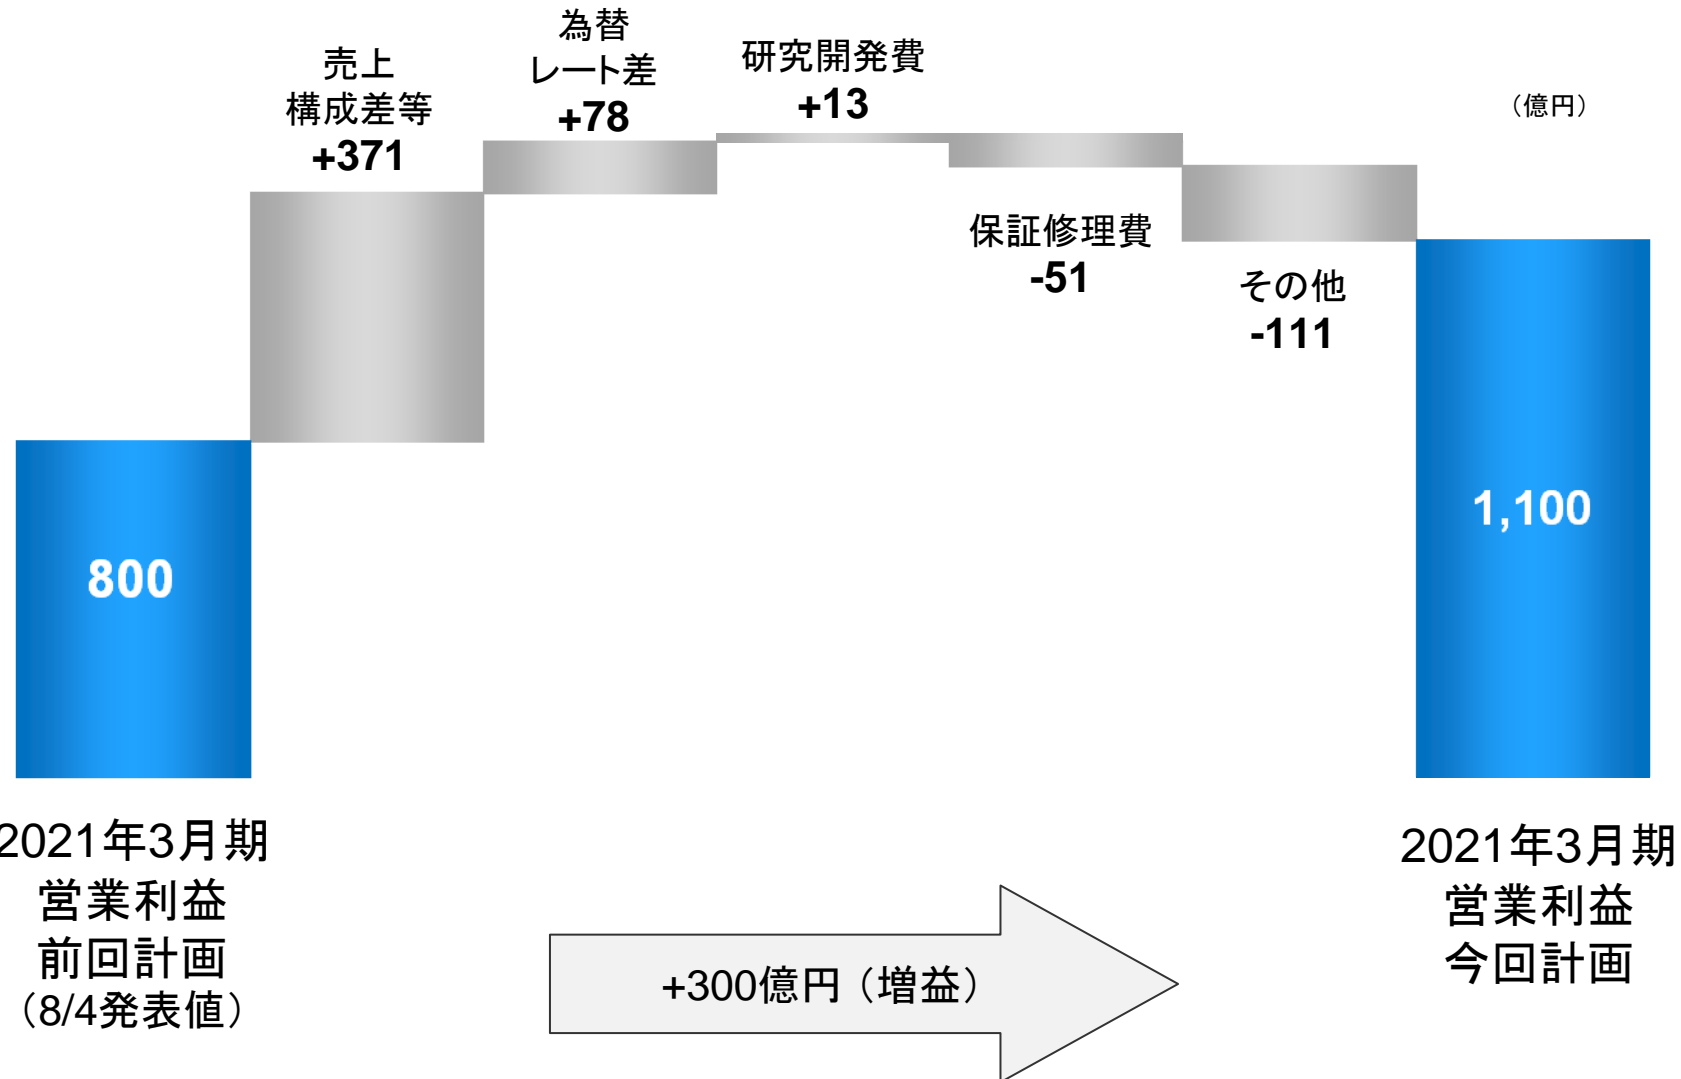 売上
構成差等
+371
為替
レート差
+78
研究開発費
+13
（億円）
保証修理費
-51
その他
-111
800
1,100
2021年3月期
営業利益
前回計画
（8/4発表値）
+300億円（増益）
2021年3月期
営業利益
今回計画